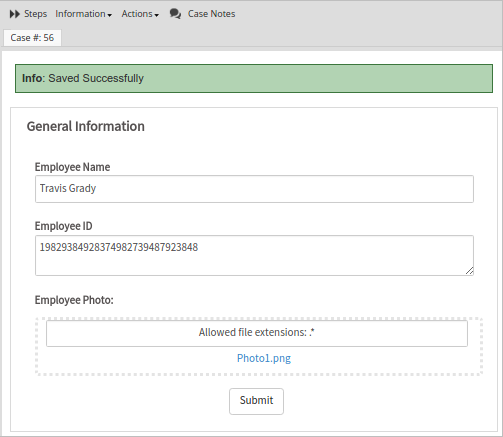 Steps Information Actions Case Notes
Case #: 56
Info: Saved Successfully
General Information
Employee Name
Travis Grady
Employee ID
19829384928374982739487923848
Employee Photo:
Allowed file extensions: .*
Photo1.png
Submit